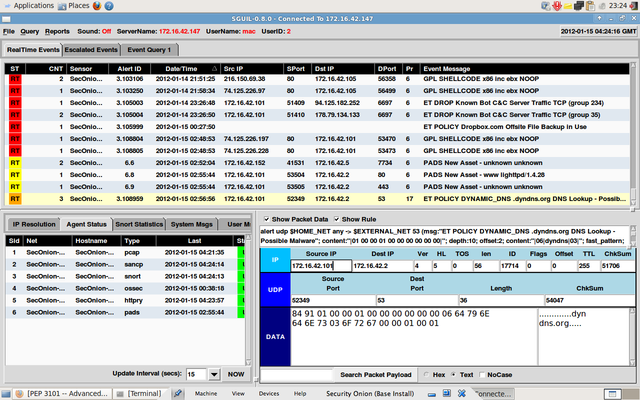 Applications Places 23:24
SGUIL-0.8.0 - Connected To 172.16.42.147
File Query Reports Sound: Off ServerName: 172.16.42.147 UserName: mac UserID: 2 2012-01-15 04:24:16 GMT
RealTime Events Escalated Events Event Query 1
ST CNT Sensor Alert ID Date/Time Src IP SPort Dst IP DPort Pr Event Message
RT 2 SecOnio... 3.103106 2012-01-14 21:51:25 216.150.69.38 80 172.16.42.105 56358 6 GPL SHELLCODE x86 inc ebx NOOP
RT 1 SecOnio... 3.103250 2012-01-14 21:58:34 74.125.226.97 80 172.16.42.105 56499 6 GPL SHELLCODE x86 inc ebx NOOP
RT 1 SecOnio... 3.105003 2012-01-14 23:26:48 172.16.42.101 51409 94.125.182.252 6697 6 ET DROP Known Bot C&C Server Traffic TCP (group 234)
RT 1 SecOnio... 3.105004 2012-01-14 23:26:50 172.16.42.101 51410 178.79.134.133 6697 6 ET DROP Known Bot C&C Server Traffic TCP (group 35)
RT 1 SecOnio... 3.105999 2012-01-15 00:27:50 ET POLICY Dropbox.com Offsite File Backup in Use
RT 1 SecOnio... 3.108804 2012-01-15 02:48:53 74.125.226.197 80 172.16.42.101 53470 6 GPL SHELLCODE x86 inc ebx NOOP
RT 1 SecOnio... 3.108805 2012-01-15 02:48:53 74.125.226.228 80 172.16.42.101 53477 6 GPL SHELLCODE x86 inc ebx NOOP
RT 2 SecOnio... 6.6 2012-01-15 02:52:04 172.16.42.152 41531 172.16.42.5 7734 6 PADS New Asset - unknown unknown
RT 1 SecOnio... 6.8 2012-01-15 02:55:44 172.16.42.101 53504 172.16.42.2 80 6 PADS New Asset - www lighttpd/1.4.28
RT 1 SecOnio... 6.9 2012-01-15 02:55:44 172.16.42.101 53505 172.16.42.2 443 6 PADS New Asset - unknown unknown
RT 3 SecOnio... 3.108959 2012-01-15 02:56:56 172.16.42.101 52349 172.16.42.2 53 17 ET POLICY DYNAMIC_DNS .dyndns.org DNS Lookup - Possib...
IP Resolution Agent Status Snort Statistics System Msgs User M
Sid Net Hostname Type Last St
1 SecOnion-... SecOnion-... pcap 2012-01-15 04:21:35
2 SecOnion-... SecOnion-... sancp 2012-01-15 04:24:14
3 SecOnion-... SecOnion-... snort 2012-01-15 04:24:13
4 SecOnion-... SecOnion-... ossec 2012-01-15 00:38:18
5 SecOnion-... SecOnion-... httpry 2012-01-15 04:23:57
6 SecOnion-... SecOnion-... pads 2012-01-15 02:55:44
Update Interval (secs): 15 NOW
Show Packet Data Show Rule
alert udp $HOME_NET any -> $EXTERNAL_NET 53 (msg:"ET POLICY DYNAMIC_DNS .dyndns.org DNS Lookup -
Possible Malware"; content:"|01 00 00 01 00 00 00 00 00 00|"; depth:10; offset:2; content:"|06|dyndns|03|"; fast_pattern;
IP Source IP Dest IP Ver HL TOS len ID Flags Offset TTL ChkSum
172.16.42.101 172.16.42.2 4 5 0 56 17714 0 0 255 51706
UDP Source Port Dest Port Length ChkSum
52349 53 36 54047
DATA 84 91 01 00 00 01 00 00 00 00 00 00 06 64 79 6E .............dyn
64 6E 73 03 6F 72 67 00 00 01 00 01 dns.org.....
Search Packet Payload Hex Text NoCase
[PEP 3101 -- Advanced... [Terminal] Machine View Devices Help Security Onion (Base Install) Connecte...